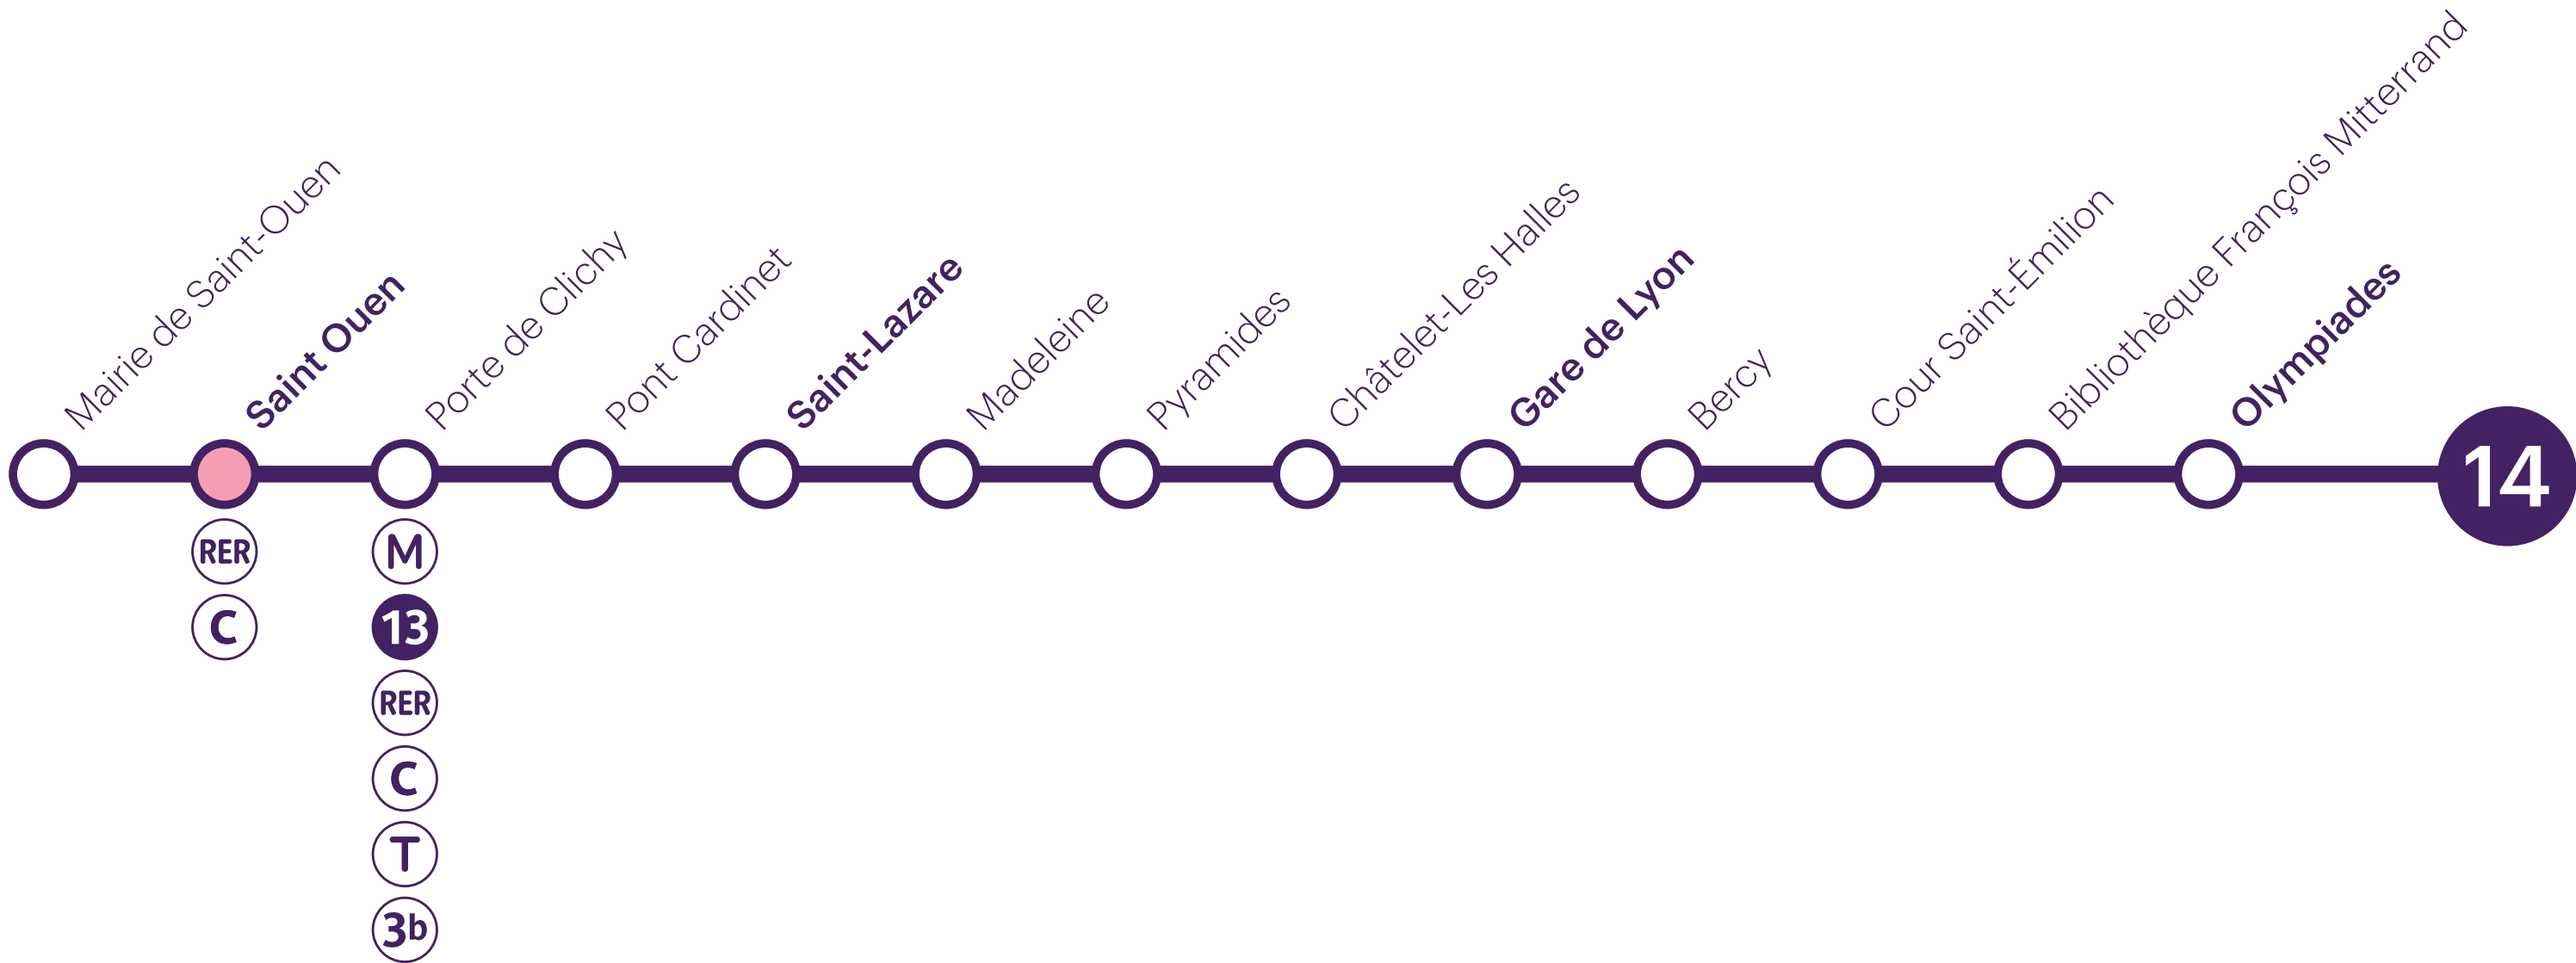 Mairie de Saint-Ouen
Saint Ouen
Porte de Clichy
Pont Cardinet
Saint-Lazare
Madeleine
Pyramides
Châtelet-Les Halles
Gare de Lyon
Bercy
Cour Saint-Émilion
Bibliothèque François Mitterrand
Olympiades
14
RER
C
M
13
RER
C
T
3b